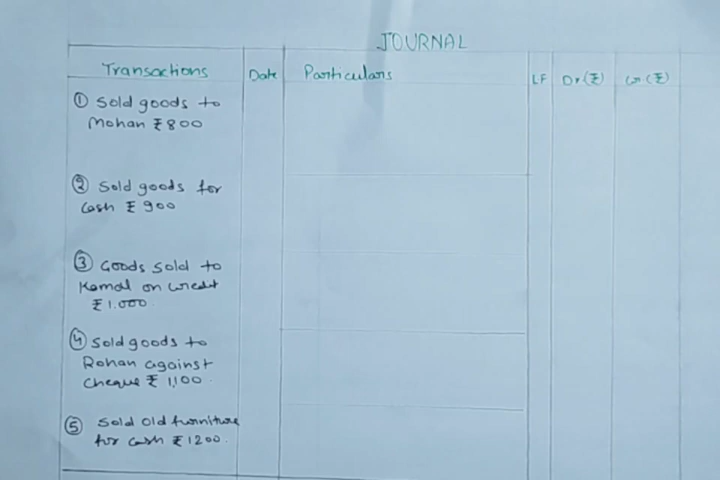 JOURNAL
Transactions Date Particulars LF Dr (₹) Cr (₹)
① Sold goods to
Mohan ₹800
② Sold goods for
Cash ₹ 900
③ Goods sold to
Kamal on credit
₹1,000.
④ Sold goods to
Rohan against
Cheque ₹ 1,100.
⑤ Sold old furniture
for cash ₹1200.